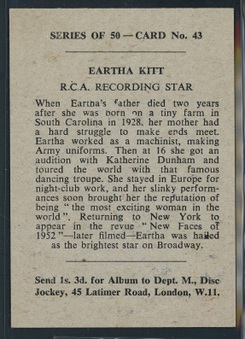 SERIES OF 50 — CARD No. 43
EARTHA KITT
R.C.A. RECORDING STAR
When Eartha's father died two years
after she was born on a tiny farm in
South Carolina in 1928, her mother had
a hard struggle to make ends meet.
Eartha worked as a machinist, making
Army uniforms. Then at 16 she got an
audition with Katherine Dunham and
toured the world with that famous
dancing troupe. She stayed in Europe for
night-club work, and her slinky perform-
ances soon brought her the reputation of
being "the most exciting woman in the
world". Returning to New York to
appear in the revue "New Faces of
1952"—later filmed—Eartha was hailed
as the brightest star on Broadway.
Send 1s. 3d. for Album to Dept. M., Disc
Jockey, 45 Latimer Road, London, W.11.